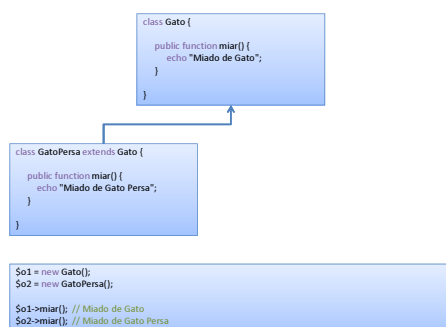 class Gato {
public function miar() {
echo "Miado de Gato";
}
}
class GatoPersa extends Gato {
public function miar() {
echo "Miado de Gato Persa";
}
}
$o1 = new Gato();
$o2 = new GatoPersa();
$o1->miar(); // Miado de Gato
$o2->miar(); // Miado de Gato Persa